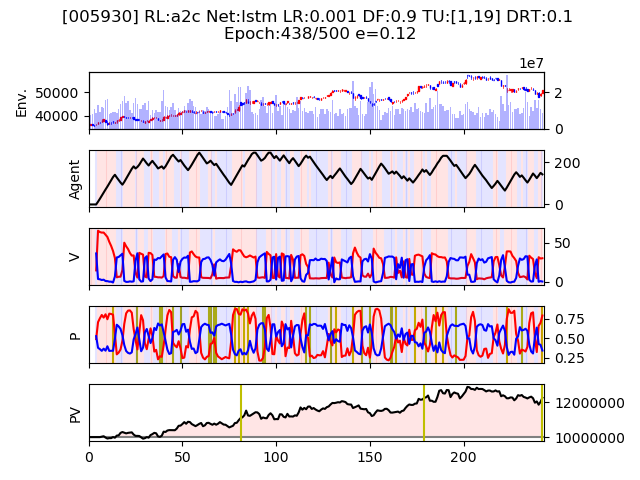 [005930] RL:a2c Net:lstm LR:0.001 DF:0.9 TU:[1,19] DRT:0.1
Epoch:438/500 e=0.12
1e7
Env.
50000
40000
2
0
Agent
200
0
V
50
0
P
0.75
0.50
0.25
PV
12000000
10000000
0 50 100 150 200